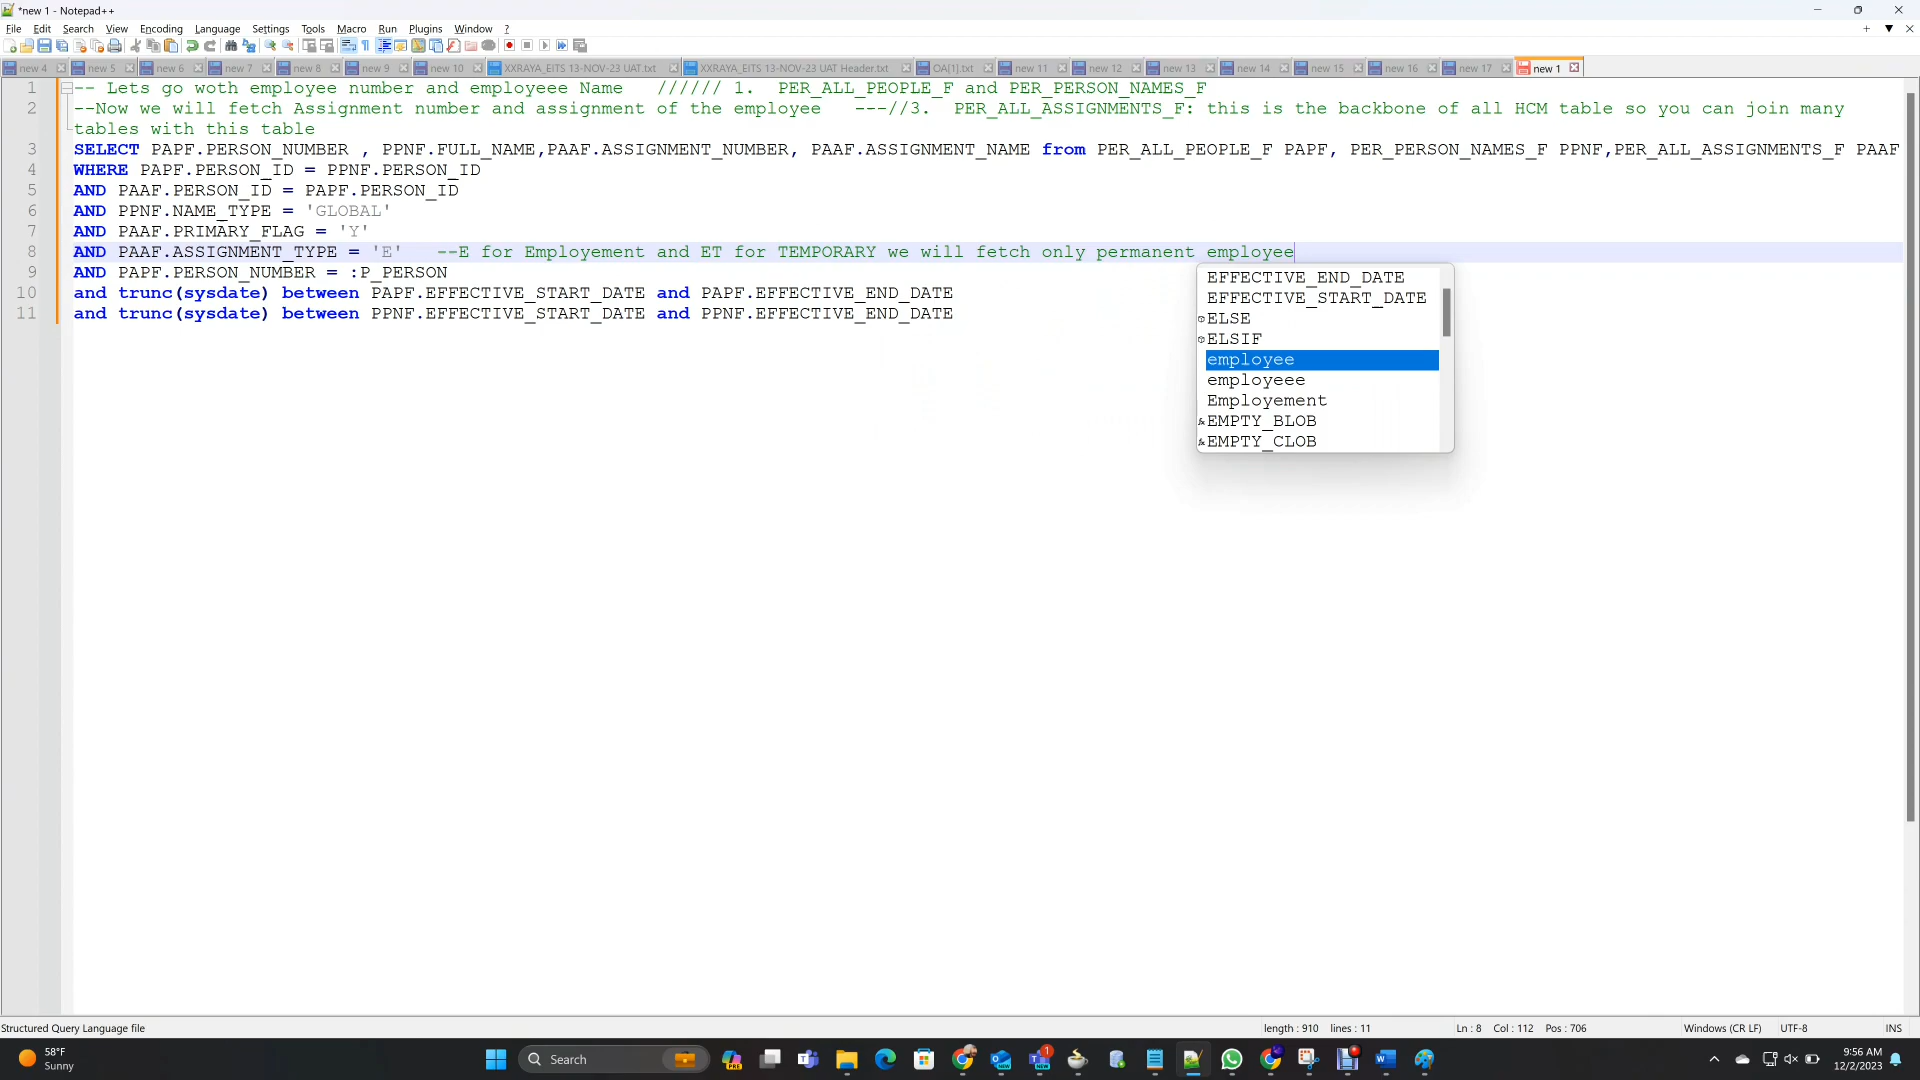 *new 1 - Notepad++
File Edit Search View Encoding Language Settings Tools Macro Run Plugins Window ?
new 4 new 5 new 6 new 7 new 8 new 9 new 10 XXRAYA_EITS 13-NOV-23 UAT.txt XXRAYA_EITS 13-NOV-23 UAT Header.txt OA[1].txt new 11 new 12 new 13 new 14 new 15 new 16 new 17 new 1
1 -- Lets go woth employee number and employeee Name ////// 1. PER_ALL_PEOPLE_F and PER_PERSON_NAMES_F
2 --Now we will fetch Assignment number and assignment of the employee ---//3. PER_ALL_ASSIGNMENTS_F: this is the backbone of all HCM table so you can join many
tables with this table
3 SELECT PAPF.PERSON_NUMBER , PPNF.FULL_NAME,PAAF.ASSIGNMENT_NUMBER, PAAF.ASSIGNMENT_NAME from PER_ALL_PEOPLE_F PAPF, PER_PERSON_NAMES_F PPNF,PER_ALL_ASSIGNMENTS_F PAAF
4 WHERE PAPF.PERSON_ID = PPNF.PERSON_ID
5 AND PAAF.PERSON_ID = PAPF.PERSON_ID
6 AND PPNF.NAME_TYPE = 'GLOBAL'
7 AND PAAF.PRIMARY_FLAG = 'Y'
8 AND PAAF.ASSIGNMENT_TYPE = 'E' --E for Employement and ET for TEMPORARY we will fetch only permanent employee
9 AND PAPF.PERSON_NUMBER = :P_PERSON
10 and trunc(sysdate) between PAPF.EFFECTIVE_START_DATE and PAPF.EFFECTIVE_END_DATE
11 and trunc(sysdate) between PPNF.EFFECTIVE_START_DATE and PPNF.EFFECTIVE_END_DATE
EFFECTIVE_END_DATE
EFFECTIVE_START_DATE
ELSE
ELSIF
employee
employeee
Employement
EMPTY_BLOB
EMPTY_CLOB
Structured Query Language file length : 910 lines : 11 Ln : 8 Col : 112 Pos : 706 Windows (CR LF) UTF-8 INS
58°F
Sunny
Search
9:56 AM
12/2/2023